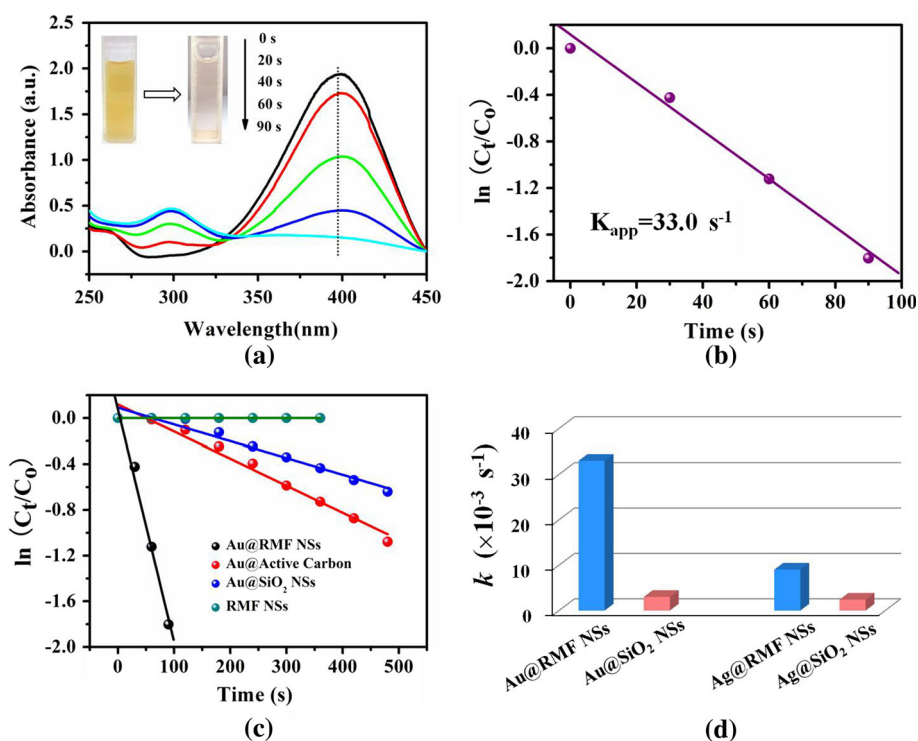 2.5
2.0
1.5
1.0
0.5
0.0
Absorbance (a.u.)
0 s
20 s
40 s
60 s
90 s
250 300 350 400 450
Wavelength(nm)
(a)
0.0
-0.4
-0.8
-1.2
-1.6
-2.0
ln (Ct/Co)
Kapp=33.0 s-1
0 20 40 60 80 100
Time (s)
(b)
0.0
-0.4
-0.8
-1.2
-1.6
-2.0
ln (Ct/Co)
Au@RMF NSs
Au@Active Carbon
Au@SiO2 NSs
RMF NSs
0 100 200 300 400 500
Time (s)
(c)
40
30
20
10
0
k (×10-3 s-1)
Au@RMF NSs
Au@SiO2 NSs
Ag@RMF NSs
Ag@SiO2 NSs
(d)